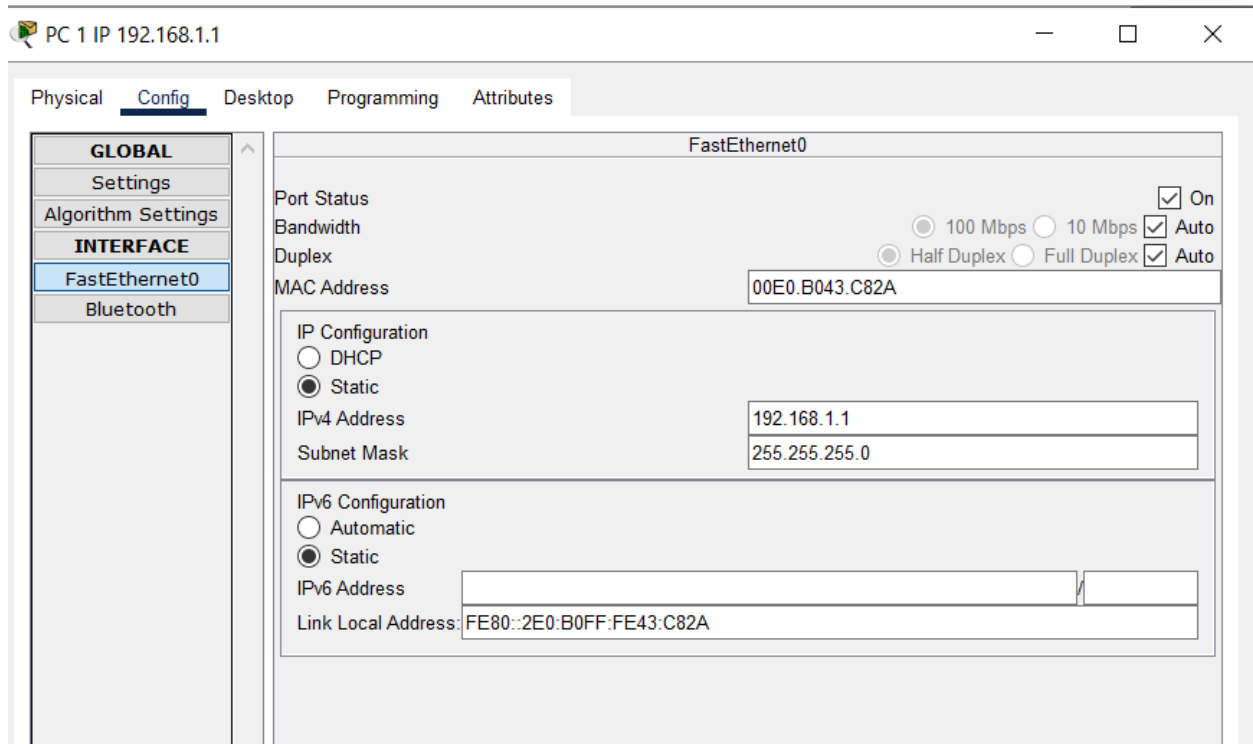 PC 1 IP 192.168.1.1
Physical Config Desktop Programming Attributes
GLOBAL
Settings
Algorithm Settings
INTERFACE
FastEthernet0
Bluetooth
FastEthernet0
Port Status On
Bandwidth 100 Mbps 10 Mbps Auto
Duplex Half Duplex Full Duplex Auto
MAC Address 00E0.B043.C82A
IP Configuration
DHCP
Static
IPv4 Address 192.168.1.1
Subnet Mask 255.255.255.0
IPv6 Configuration
Automatic
Static
IPv6 Address /
Link Local Address: FE80::2E0:B0FF:FE43:C82A